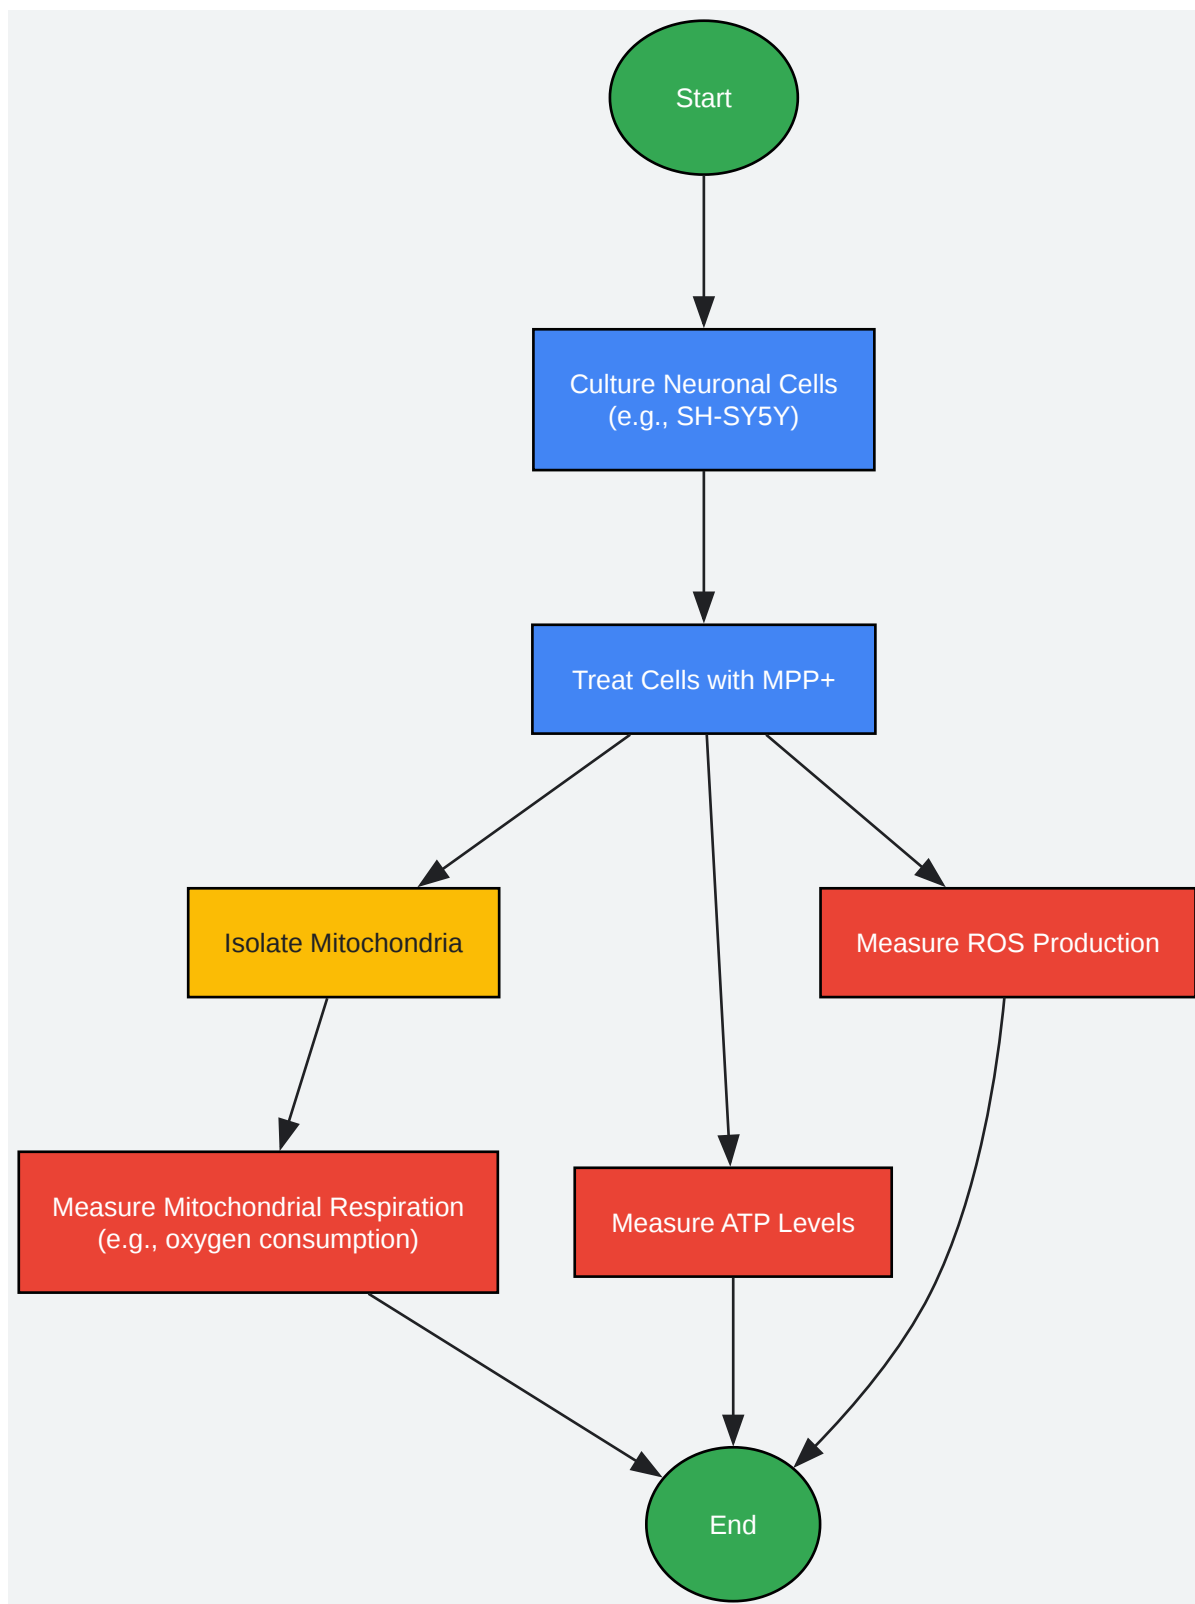 Start
Culture Neuronal Cells
(e.g., SH-SY5Y)
Treat Cells with MPP+
Isolate Mitochondria
Measure ROS Production
Measure Mitochondrial Respiration
(e.g., oxygen consumption)
Measure ATP Levels
End